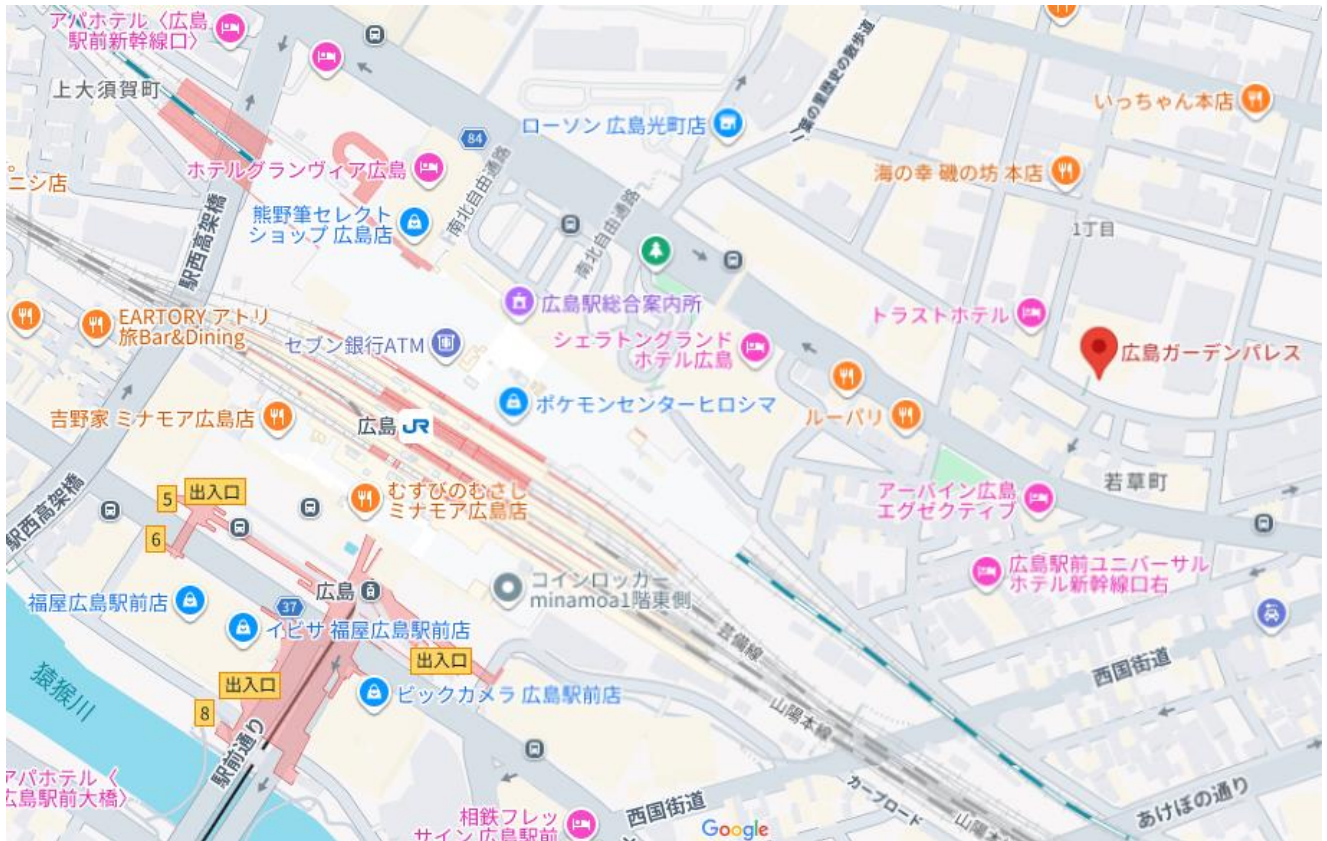 アパホテル〈広島
駅前新幹線口〉
上大須賀町
84
ローソン 広島光町店
里歴史の散歩道
いっちゃん本店
ホテルグランヴィア広島
海の幸 磯の坊 本店
ニシ店
熊野筆セレクト
ショップ 広島店
南北自由通路
南北自由通路
1丁目
駅西高架橋
広島駅総合案内所
EARTORY アトリ
旅Bar&Dining
セブン銀行ATM
シェラトングランド
ホテル広島
トラストホテル
広島ガーデンパレス
ポケモンセンターヒロシマ
ルーパリ
吉野家 ミナモア広島店
広島 JR
むすびのむさし
ミナモア広島店
5
出入口
6
アーバイン広島
エグゼクティブ
若草町
駅西高架橋
広島駅前ユニバーサル
ホテル新幹線口右
コインロッカー
minamoa1階東側
広島
福屋広島駅前店
37
イビサ 福屋広島駅前店
出入口
出入口
8
芸備線
西国街道
猿猴川
ビックカメラ 広島駅前店
山陽本線
駅前通り
アパホテル〈
広島駅前大橋〉
カープロード
あけぼの通り
西国街道
相鉄フレッ
サイン 広島駅前
山陽本
Google